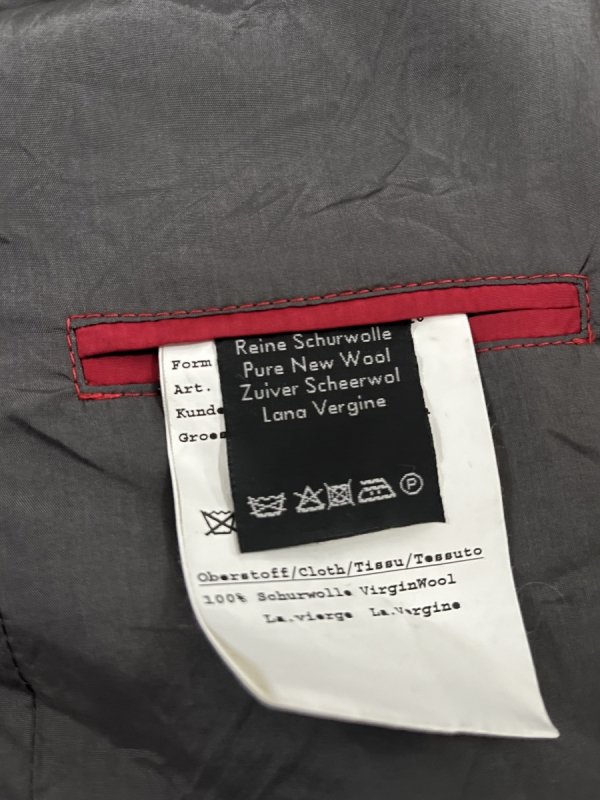 Form
Art.
Kund
Groes
Reine Schurwolle
Pure New Wool
Zuiver Scheerwol
Lana Vergine
P
Oberstoff/Cloth/Tissu/Tessuto
100% Schurwolle VirginWool
La.vierge La.Vergine